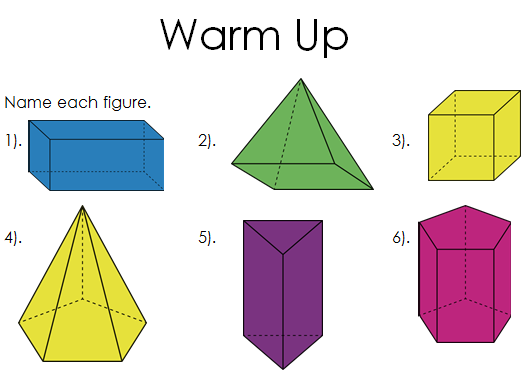 Warm Up
Name each figure.
1). 2). 3).
4). 5). 6).